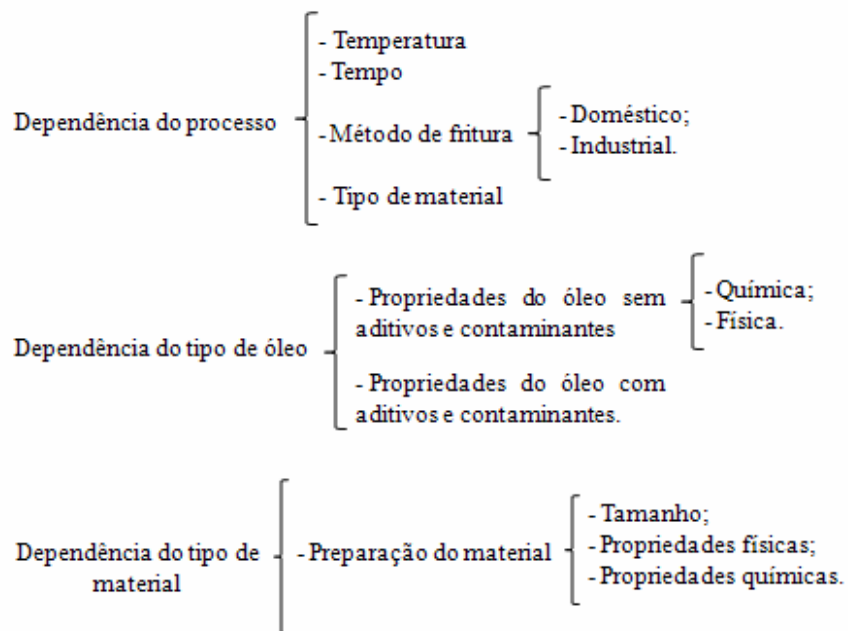 - Temperatura
- Tempo
Dependência do processo
- Método de fritura
- Doméstico;
- Industrial.
- Tipo de material
Dependência do tipo de óleo
- Propriedades do óleo sem
aditivos e contaminantes
- Química;
- Física.
- Propriedades do óleo com
aditivos e contaminantes.
Dependência do tipo de
material
- Preparação do material
- Tamanho;
- Propriedades físicas;
- Propriedades químicas.